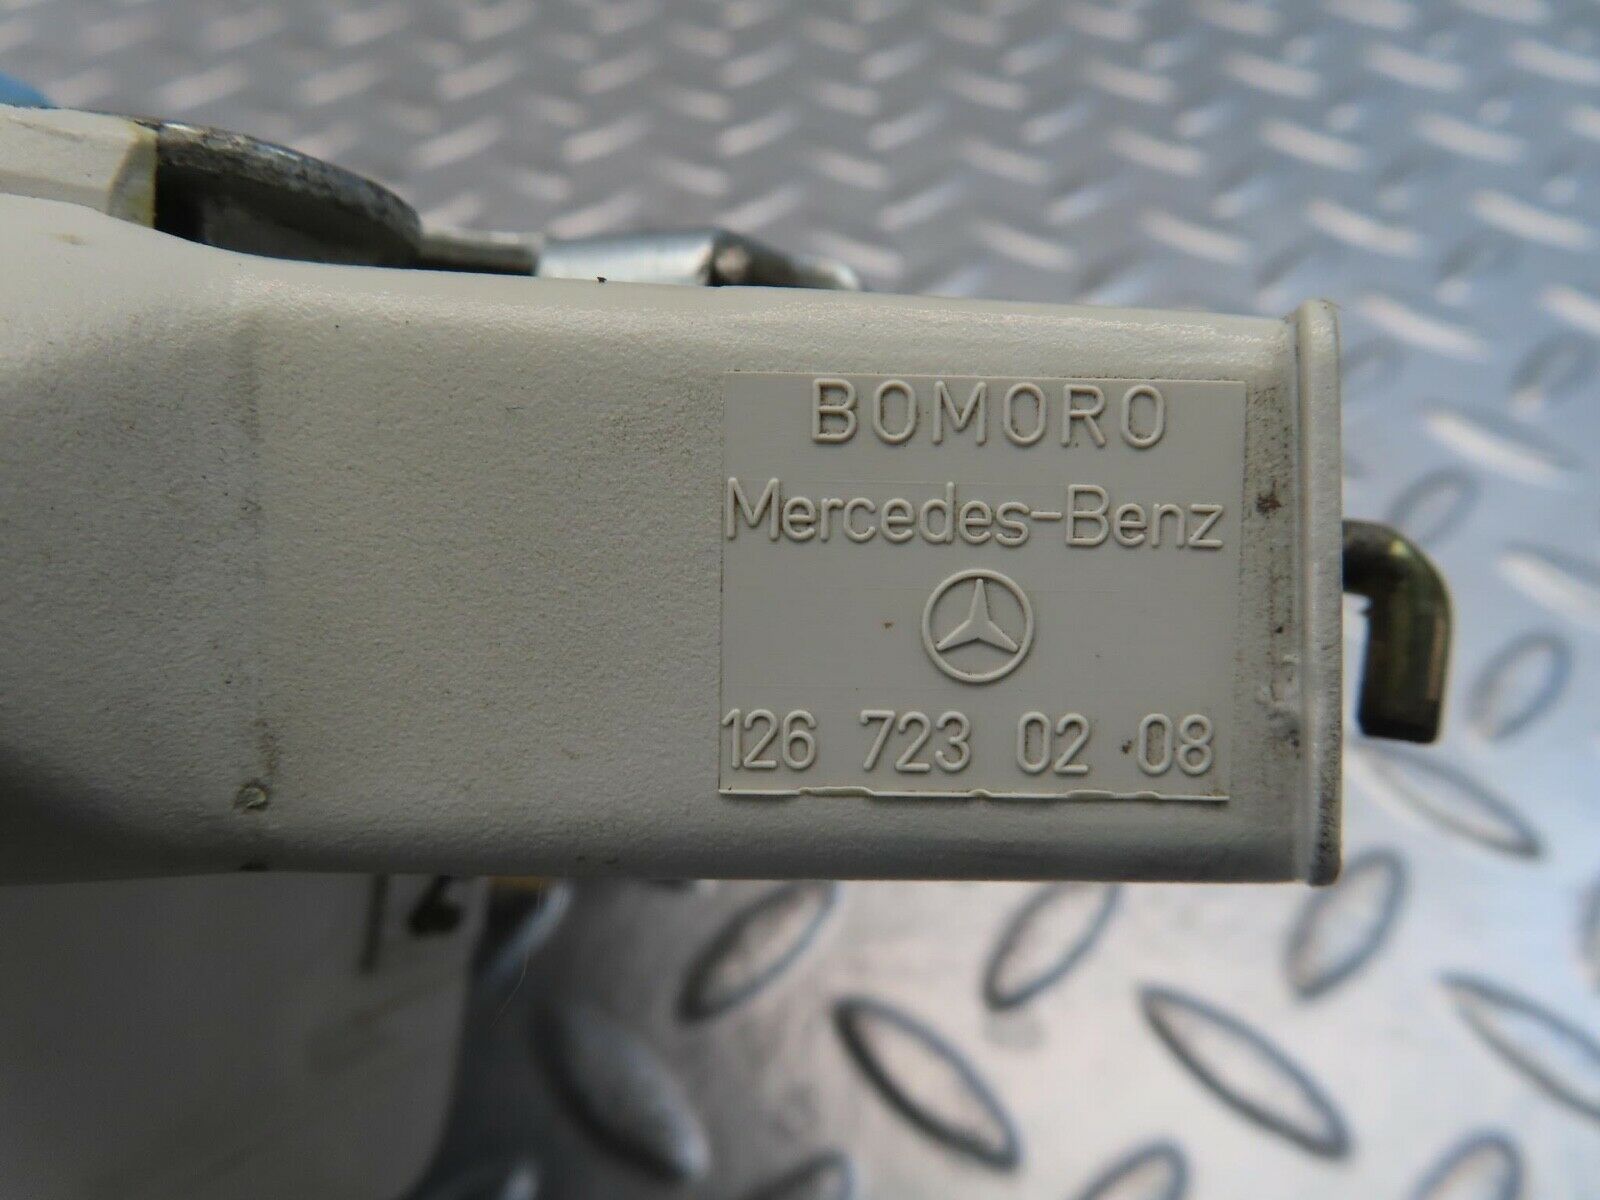 BOMORO
Mercedes-Benz
126 723 02 08